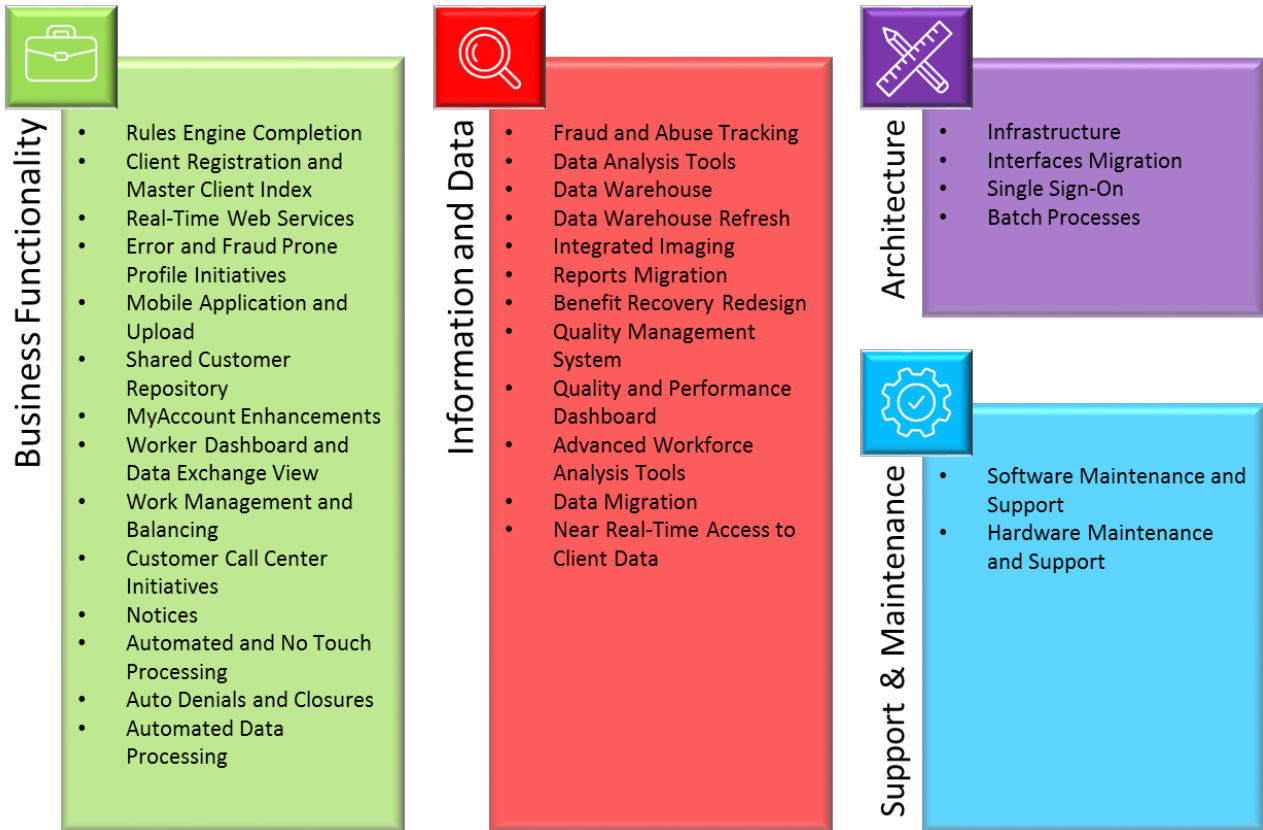 Business Functionality
• Rules Engine Completion
• Client Registration and
Master Client Index
• Real-Time Web Services
• Error and Fraud Prone
Profile Initiatives
• Mobile Application and
Upload
• Shared Customer
Repository
• MyAccount Enhancements
• Worker Dashboard and
Data Exchange View
• Work Management and
Balancing
• Customer Call Center
Initiatives
• Notices
• Automated and No Touch
Processing
• Auto Denials and Closures
• Automated Data
Processing
Information and Data
• Fraud and Abuse Tracking
• Data Analysis Tools
• Data Warehouse
• Data Warehouse Refresh
• Integrated Imaging
• Reports Migration
• Benefit Recovery Redesign
• Quality Management
System
• Quality and Performance
Dashboard
• Advanced Workforce
Analysis Tools
• Data Migration
• Near Real-Time Access to
Client Data
Architecture
• Infrastructure
• Interfaces Migration
• Single Sign-On
• Batch Processes
Support & Maintenance
• Software Maintenance and
Support
• Hardware Maintenance
and Support